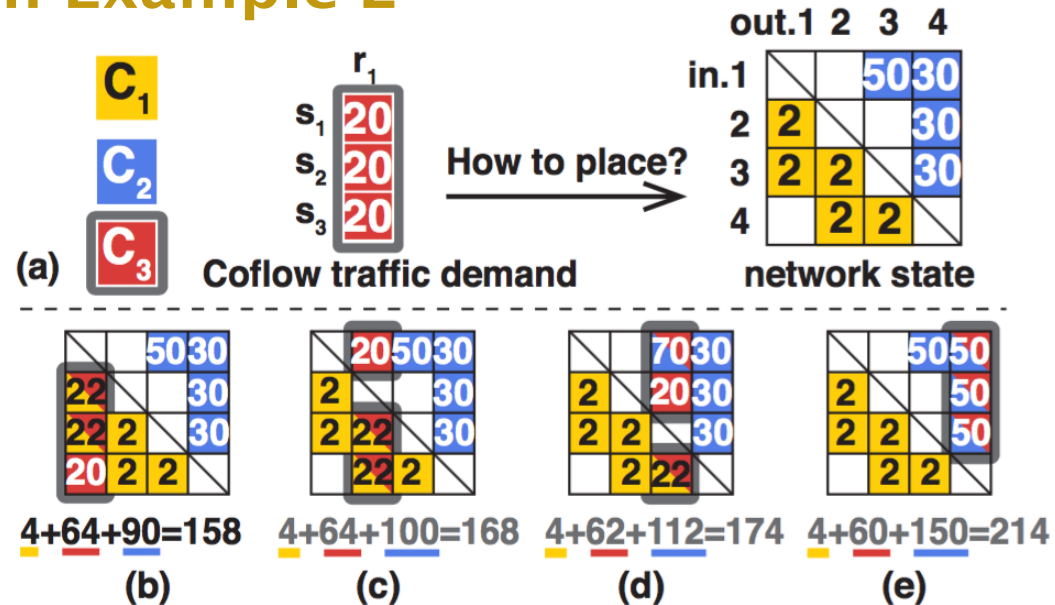 Example 2
out.1 2 3 4
C1
r1
in.1 50 30
s1 20
2 2 30
C2
s2 20
How to place?
3 2 2 30
s3 20
4 2 2
C3
(a) Coflow traffic demand network state
50 30 20 50 30 70 30 50 50
22 30 2 30 2 20 30 2 50
22 2 30 2 22 30 2 2 30 2 2 50
20 2 2 22 2 2 22 2 2
4+64+90=158 4+64+100=168 4+62+112=174 4+60+150=214
(b) (c) (d) (e)